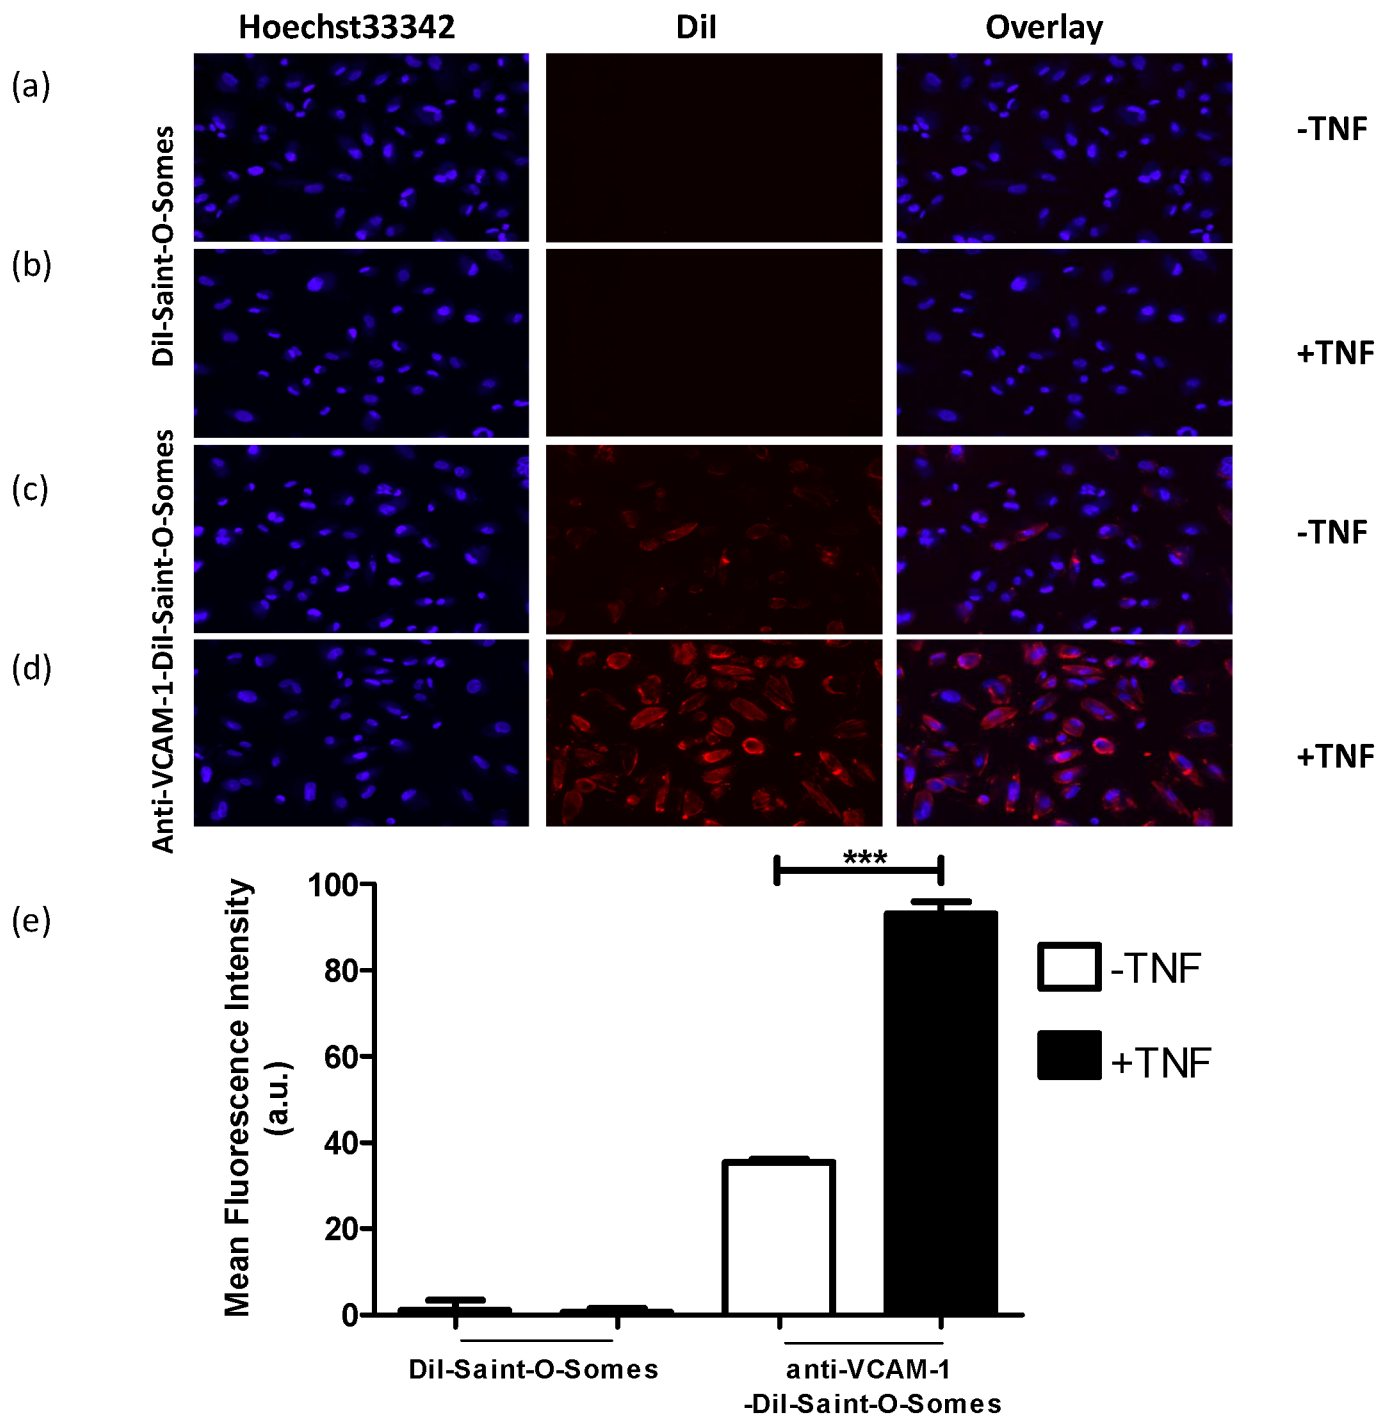 Hoechst33342 DiI Overlay
(a)
-TNF
DiI-Saint-O-Somes
(b)
+TNF
(c)
-TNF
Anti-VCAM-1-DiI-Saint-O-Somes
(d)
+TNF
(e)
***
Mean Fluorescence Intensity
(a.u.)
100
80
60
40
20
0
-TNF
+TNF
DiI-Saint-O-Somes
anti-VCAM-1
-DiI-Saint-O-Somes